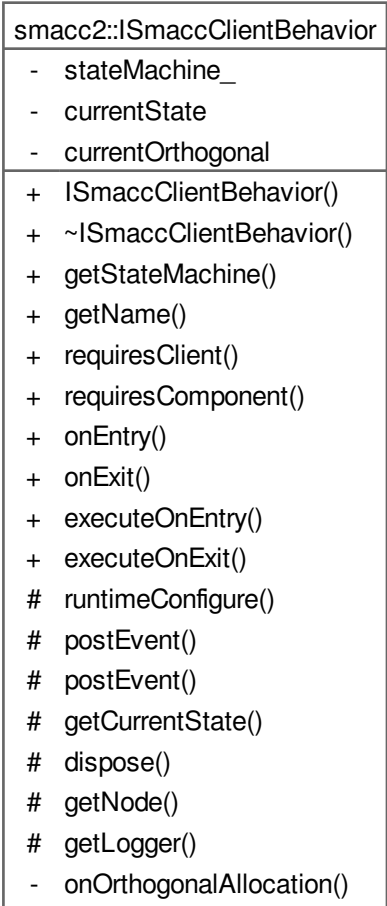 smacc2::ISmaccClientBehavior
- stateMachine_
- currentState
- currentOrthogonal
+ ISmaccClientBehavior()
+ ~ISmaccClientBehavior()
+ getStateMachine()
+ getName()
+ requiresClient()
+ requiresComponent()
+ onEntry()
+ onExit()
+ executeOnEntry()
+ executeOnExit()
# runtimeConfigure()
# postEvent()
# postEvent()
# getCurrentState()
# dispose()
# getNode()
# getLogger()
- onOrthogonalAllocation()